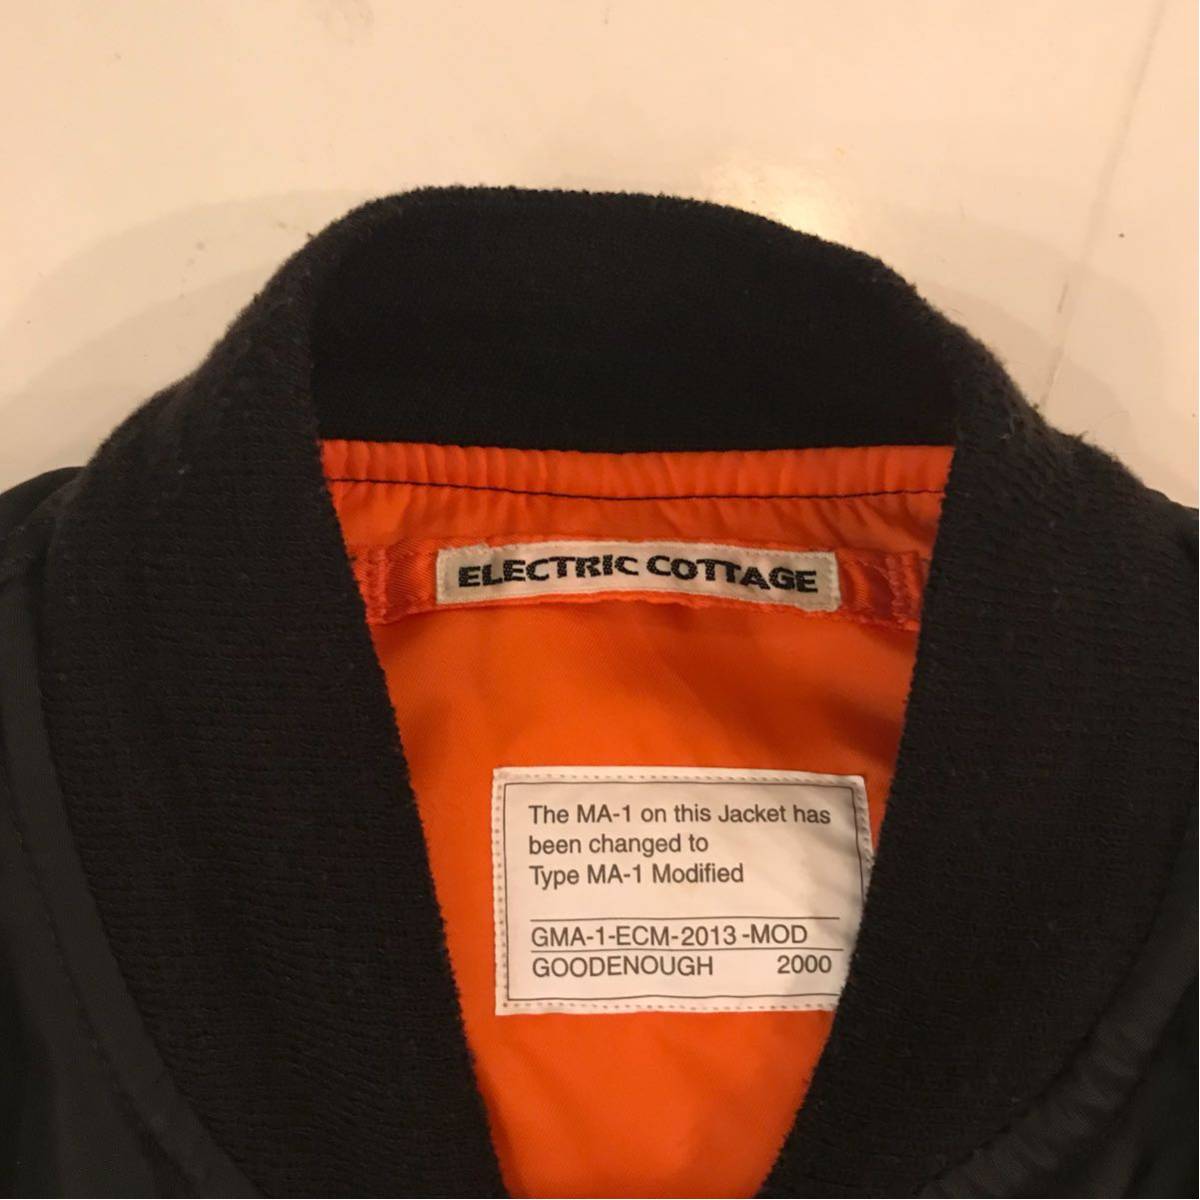 ELECTRIC COTTAGE
The MA-1 on this Jacket has
been changed to
Type MA-1 Modified
GMA-1-ECM-2013-MOD
GOODENOUGH 2000